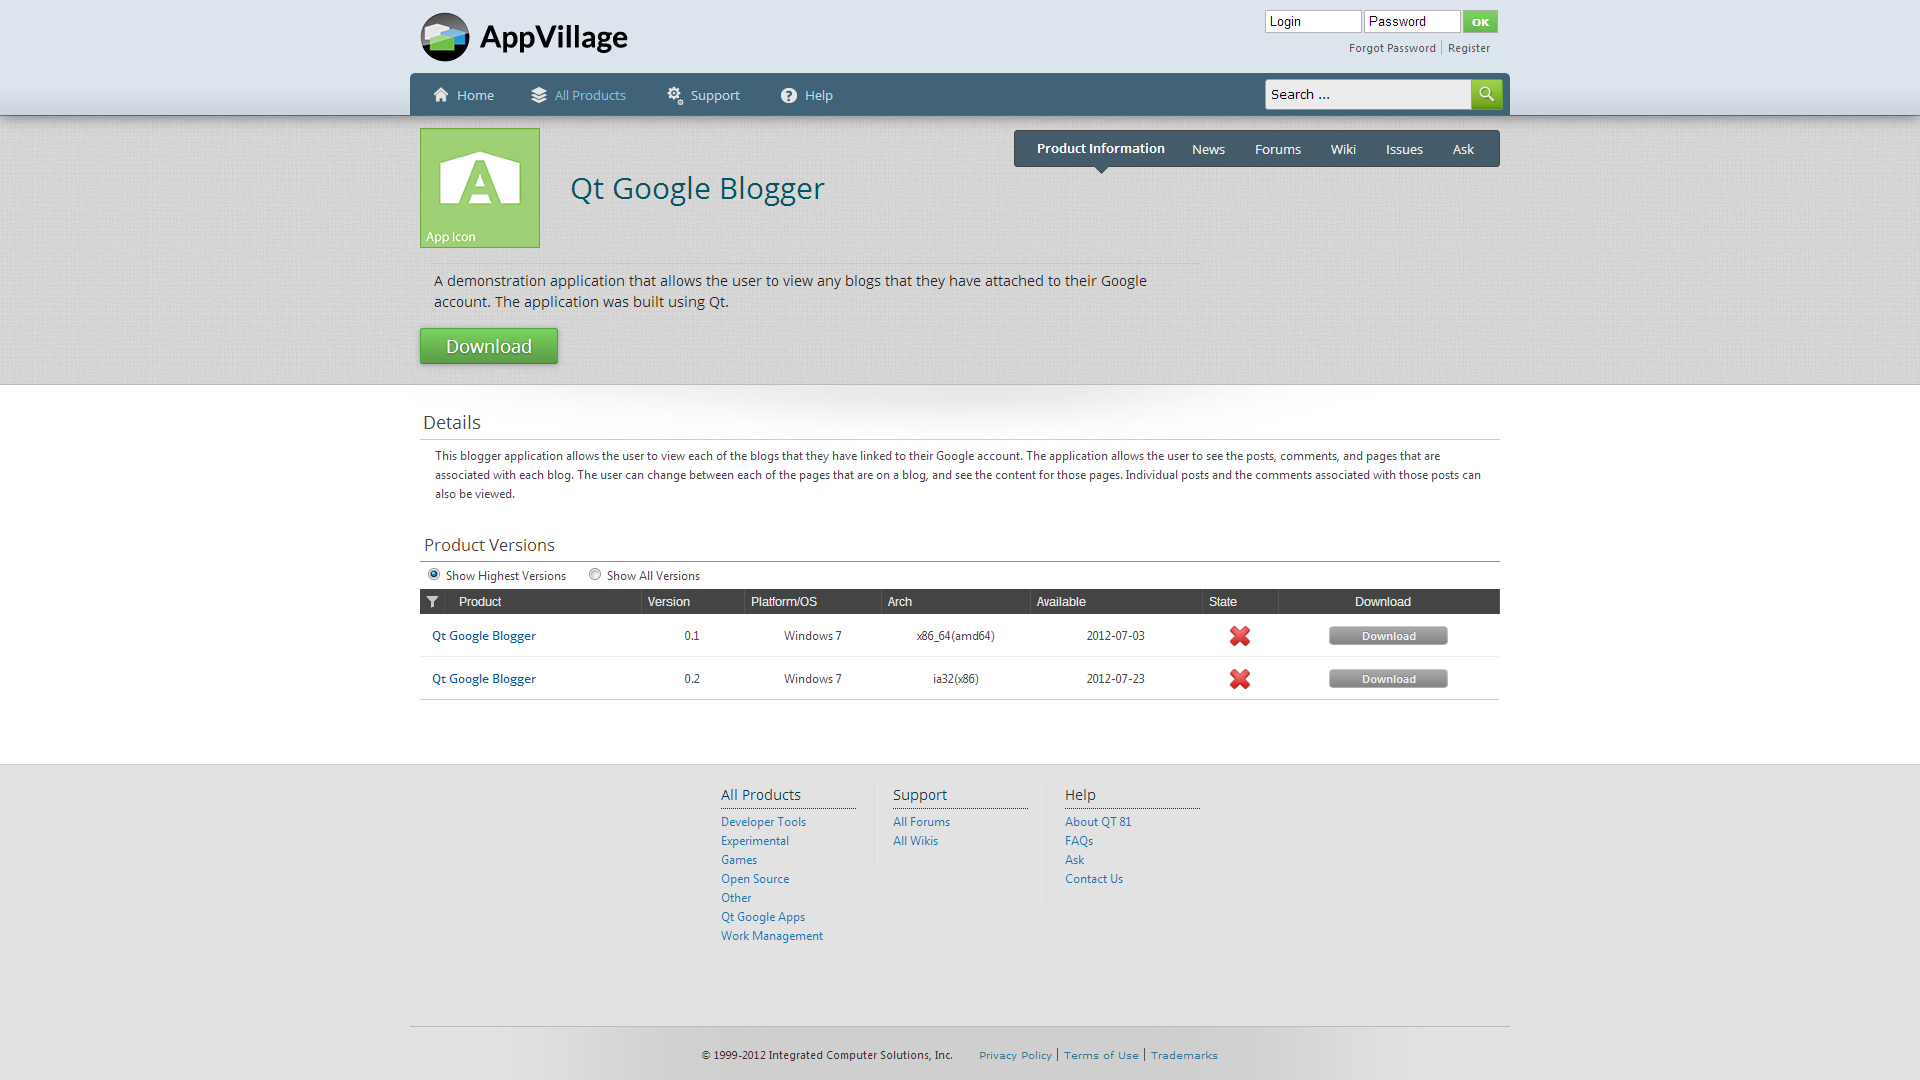 AppVillage
Login
Password
OK
Forgot Password
Register
Home
All Products
Support
Help
Search ...
App Icon
Qt Google Blogger
Product Information
News
Forums
Wiki
Issues
Ask
A demonstration application that allows the user to view any blogs that they have attached to their Google
account. The application was built using Qt.
Download
Details
This blogger application allows the user to view each of the blogs that they have linked to their Google account. The application allows the user to see the posts, comments, and pages that are
associated with each blog. The user can change between each of the pages that are on a blog, and see the content for those pages. Individual posts and the comments associated with those posts can
also be viewed.
Product Versions
Show Highest Versions
Show All Versions
Product Version Platform/OS Arch Available State Download
Qt Google Blogger 0.1 Windows 7 x86_64(amd64) 2012-07-03 Download
Qt Google Blogger 0.2 Windows 7 ia32(x86) 2012-07-23 Download
All Products
Developer Tools
Experimental
Games
Open Source
Other
Qt Google Apps
Work Management
Support
All Forums
All Wikis
Help
About QT 81
FAQs
Ask
Contact Us
© 1999-2012 Integrated Computer Solutions, Inc.
Privacy Policy
Terms of Use
Trademarks